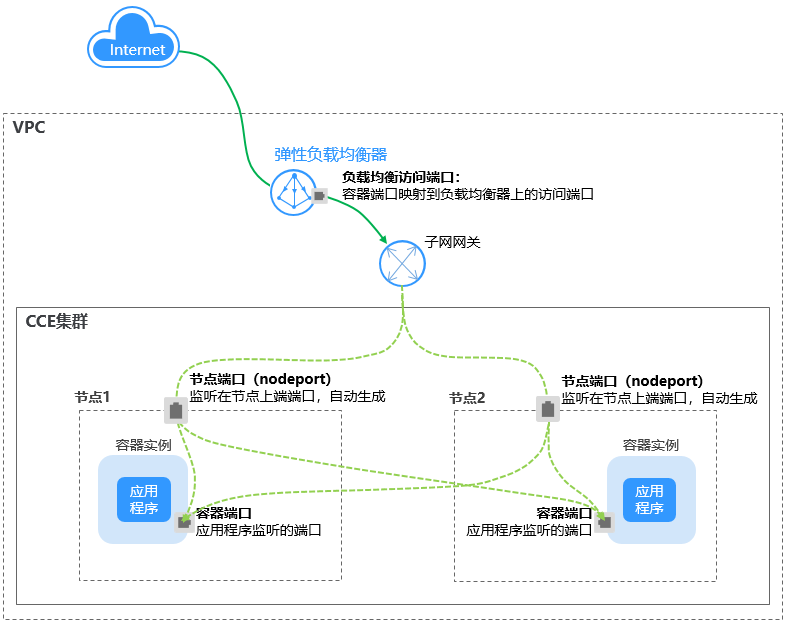 Internet
VPC
弹性负载均衡器
负载均衡访问端口：
容器端口映射到负载均衡器上的访问端口
子网网关
CCE集群
节点端口（nodeport）
监听在节点上端端口，自动生成
节点1
节点端口（nodeport）
监听在节点上端端口，自动生成
节点2
容器实例
应用
程序
容器端口
应用程序监听的端口
容器实例
应用
程序
容器端口
应用程序监听的端口